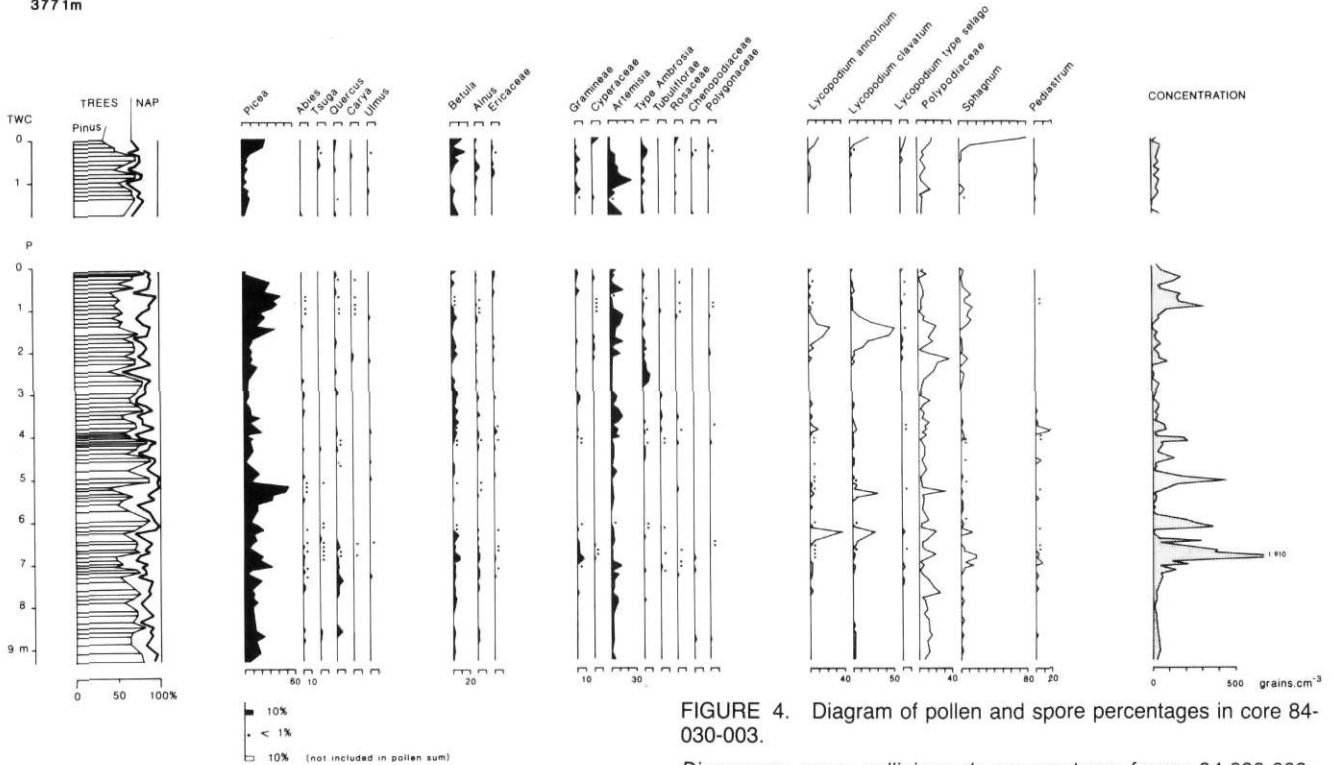 3771m
TREES NAP
Pinus
Picea
Abies
Tsuga
Quercus
Carya
Ulmus
Betula
Alnus
Ericaceae
Gramineae
Cyperaceae
Artemisia
Type Ambrosia
Tubuliflorae
Rosaceae
Chenopodiaceae
Polygonaceae
Lycopodium annotinum
Lycopodium clavatum
Lycopodium type selago
Polypodiaceae
Sphagnum
Pediastrum
CONCENTRATION
TWC
0
1
P
0
1
2
3
4
5
6
7
8
9 m
1 910
0 50 100%
60 10
20
30
40
40
60 20
0 500 grains.cm-3
10%
< 1%
10% (not included in pollen sum)
FIGURE 4. Diagram of pollen and spore percentages in core 84-
030-003.